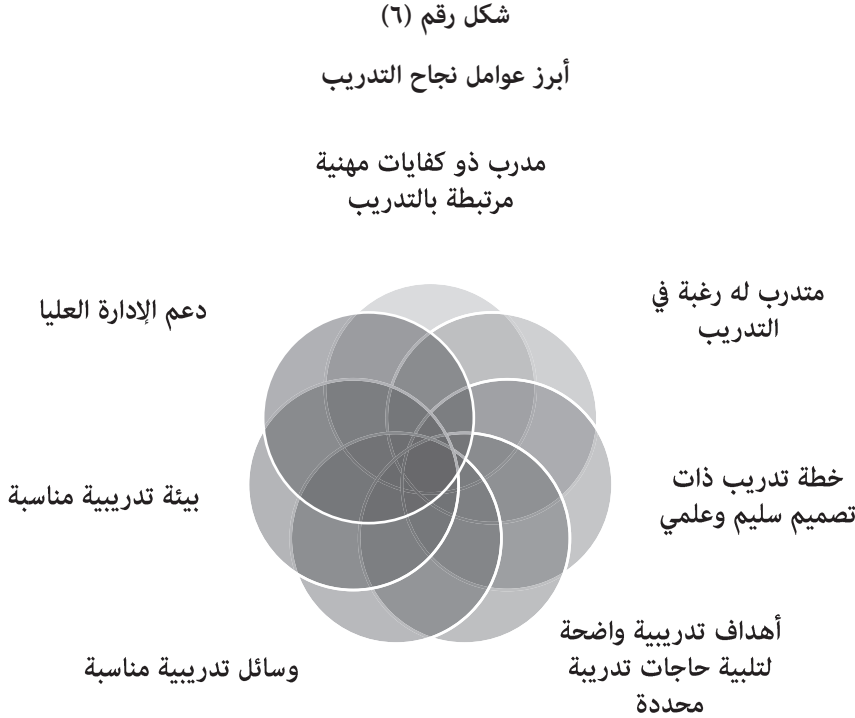 شكل رقم (٦)
أبرز عوامل نجاح التدريب
مدرب ذو كفايات مهنية
مرتبطة بالتدريب
متدرب له رغبة في
التدريب
خطة تدريب ذات
تصميم سليم وعلمي
أهداف تدريبية واضحة
لتلبية حاجات تدريبة
محددة
وسائل تدريبية مناسبة
بيئة تدريبية مناسبة
دعم الإدارة العليا